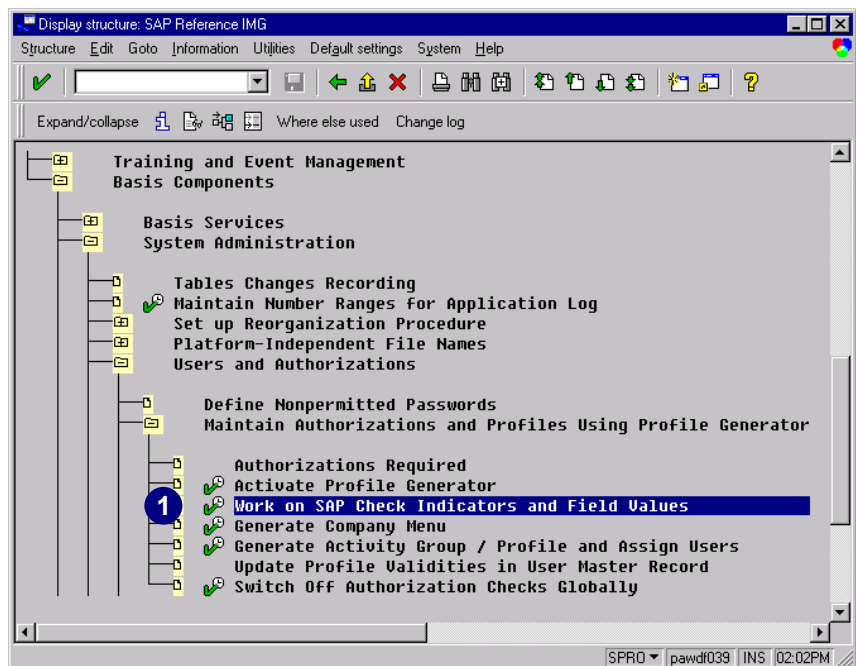 Display structure: SAP Reference IMG
Structure Edit Goto Information Utilities Default settings System Help
Expand/collapse Where else used Change log
Training and Event Management
Basis Components
Basis Services
System Administration
Tables Changes Recording
Maintain Number Ranges for Application Log
Set up Reorganization Procedure
Platform-Independent File Names
Users and Authorizations
Define Nonpermitted Passwords
Maintain Authorizations and Profiles Using Profile Generator
Authorizations Required
Activate Profile Generator
1 Work on SAP Check Indicators and Field Values
Generate Company Menu
Generate Activity Group / Profile and Assign Users
Update Profile Validities in User Master Record
Switch Off Authorization Checks Globally
SPRO pawdf039 INS 02:02PM